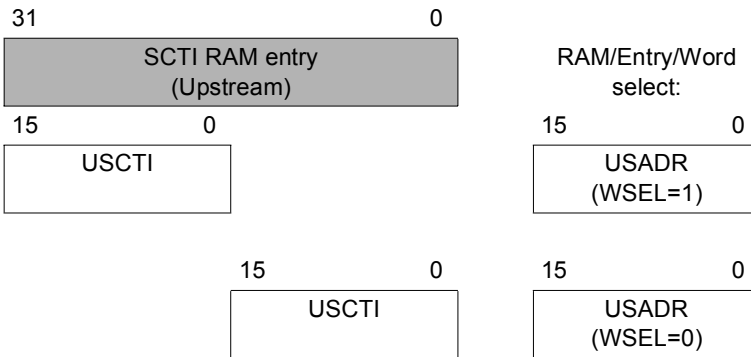 31 0
SCTI RAM entry
(Upstream)
RAM/Entry/Word
select:
15 0
USCTI
15 0
USADR
(WSEL=1)
15 0
USCTI
15 0
USADR
(WSEL=0)